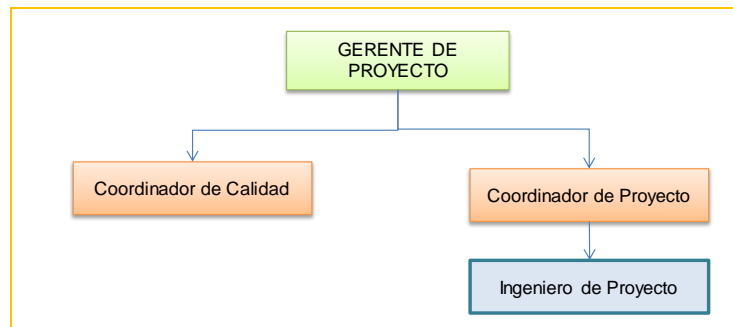 GERENTE DE
PROYECTO
Coordinador de Calidad
Coordinador de Proyecto
Ingeniero de Proyecto